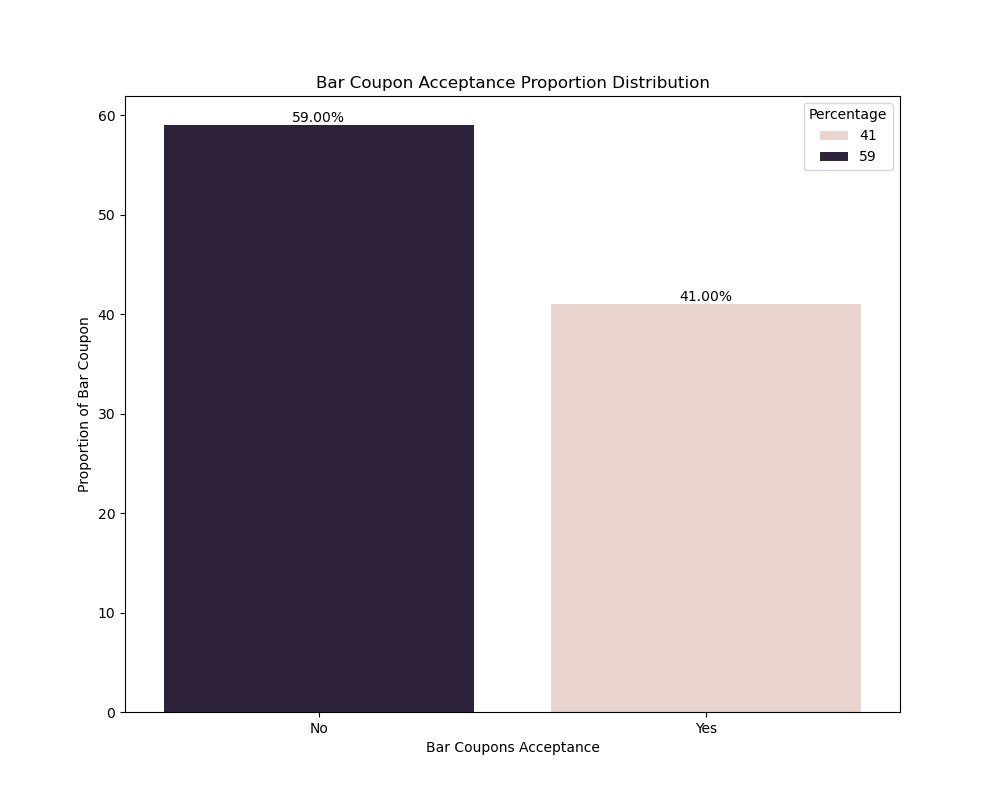 Bar Coupon Acceptance Proportion Distribution
Proportion of Bar Coupon
60
50
40
30
20
10
0
59.00%
41.00%
Percentage
41
59
No
Yes
Bar Coupons Acceptance